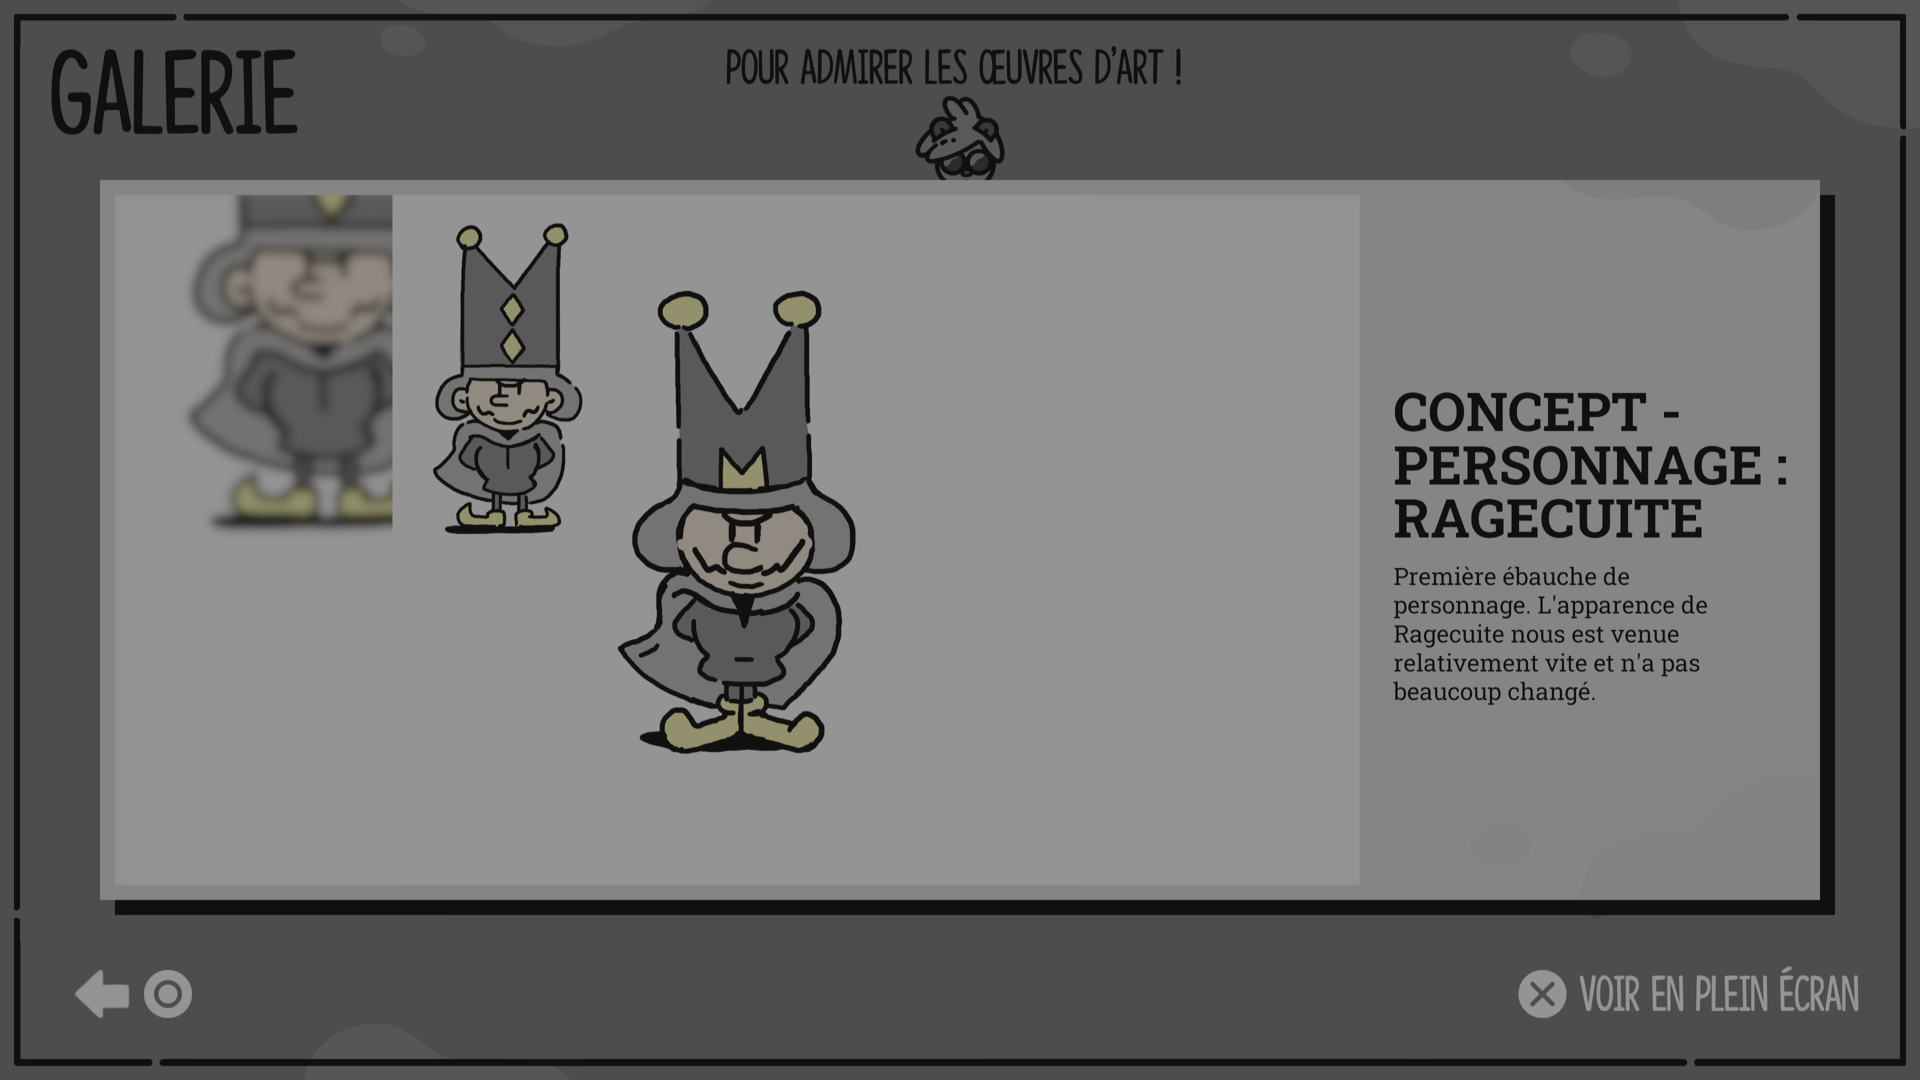 GALERIE
POUR ADMIRER LES ŒUVRES D'ART !
CONCEPT -
PERSONNAGE :
RAGECUITE
Première ébauche de
personnage. L'apparence de
Ragecuite nous est venue
relativement vite et n'a pas
beaucoup changé.
VOIR EN PLEIN ÉCRAN